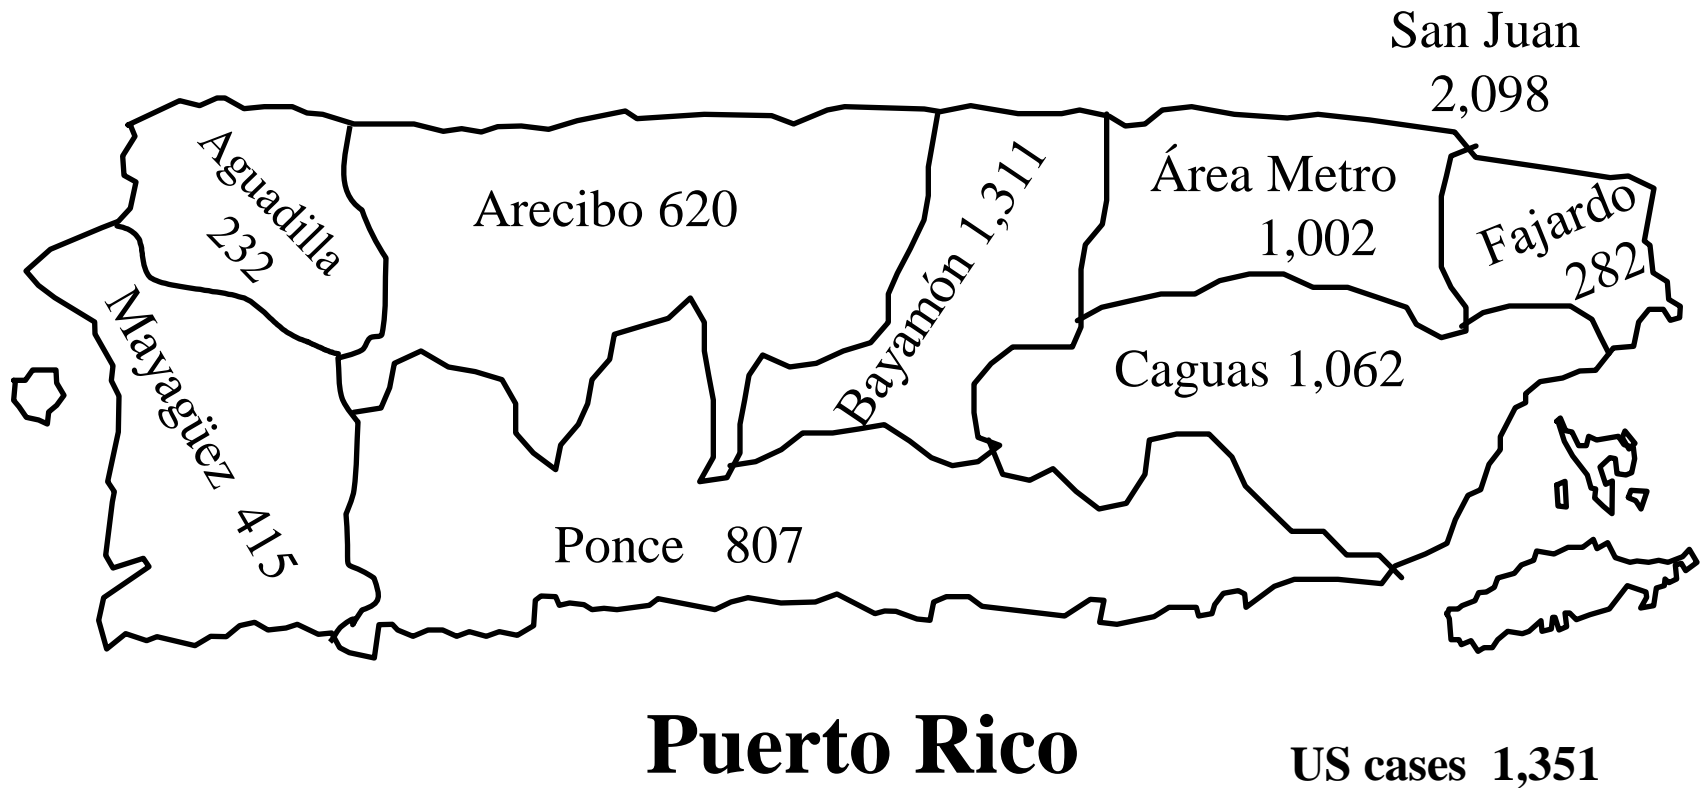 San Juan
2,098
Aguadilla
232
Arecibo 620
Bayamón 1,311
Área Metro
1,002
Fajardo
282
Mayagüez 415
Caguas 1,062
Ponce 807
Puerto Rico
US cases 1,351